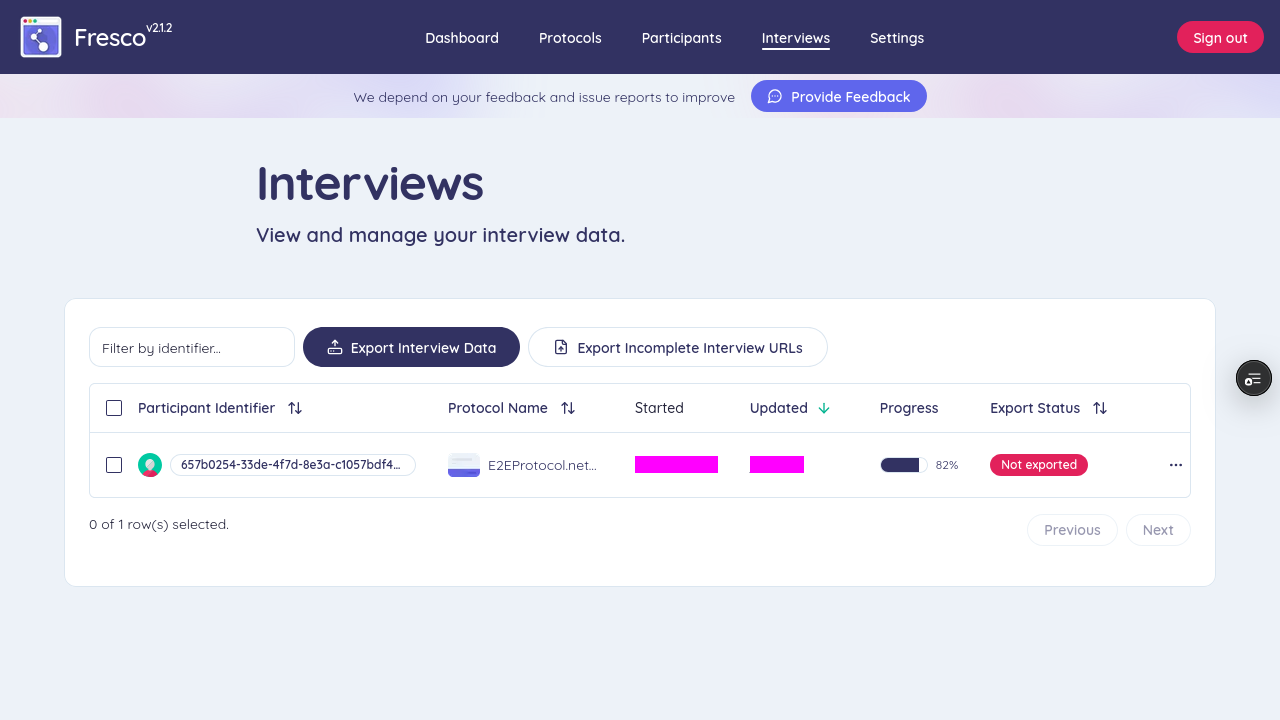 Fresco v2.1.2
Dashboard Protocols Participants Interviews Settings
Sign out
We depend on your feedback and issue reports to improve
Provide Feedback
Interviews
View and manage your interview data.
Filter by identifier...
Export Interview Data
Export Incomplete Interview URLs
Participant Identifier Protocol Name Started Updated Progress Export Status
657b0254-33de-4f7d-8e3a-c1057bdf4... E2EProtocol.net... 82% Not exported
0 of 1 row(s) selected.
Previous Next